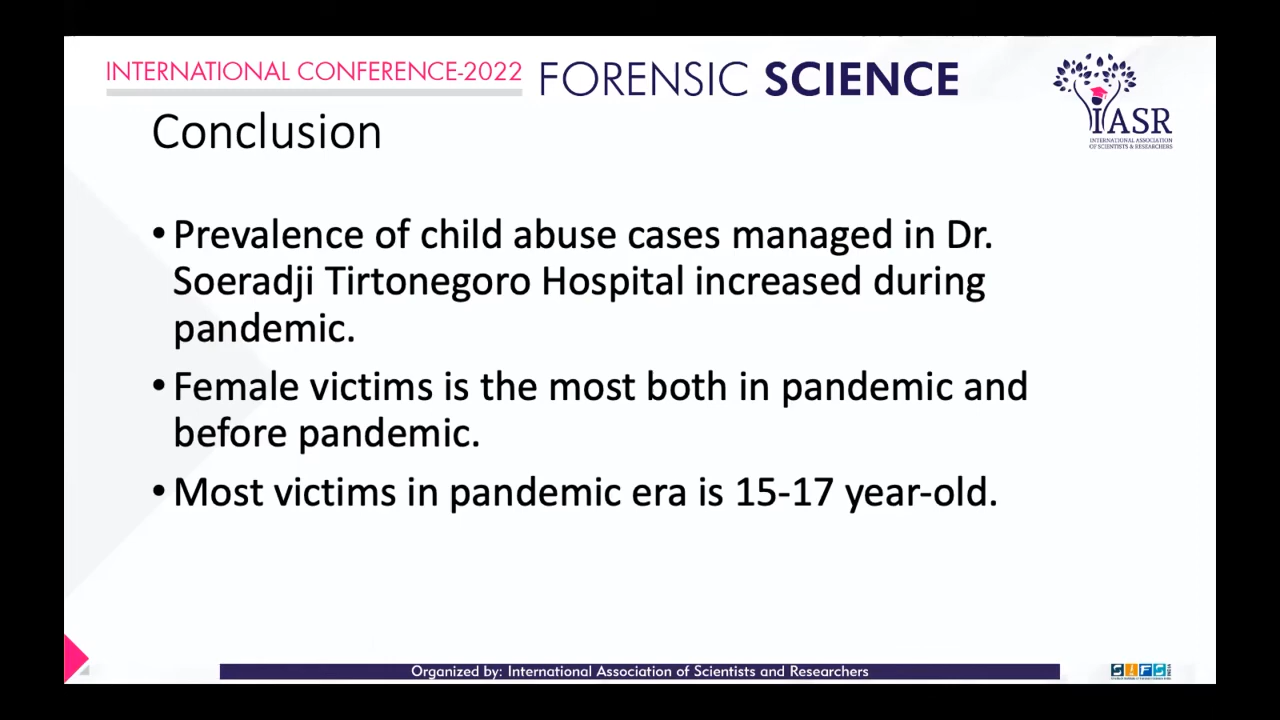 INTERNATIONAL CONFERENCE-2022 FORENSIC SCIENCE
IASR
INTERNATIONAL ASSOCIATION
OF SCIENTISTS & RESEARCHERS
Conclusion
• Prevalence of child abuse cases managed in Dr.
Soeradji Tirtonegoro Hospital increased during
pandemic.
• Female victims is the most both in pandemic and
before pandemic.
• Most victims in pandemic era is 15-17 year-old.
Organized by: International Association of Scientists and Researchers
SIFS